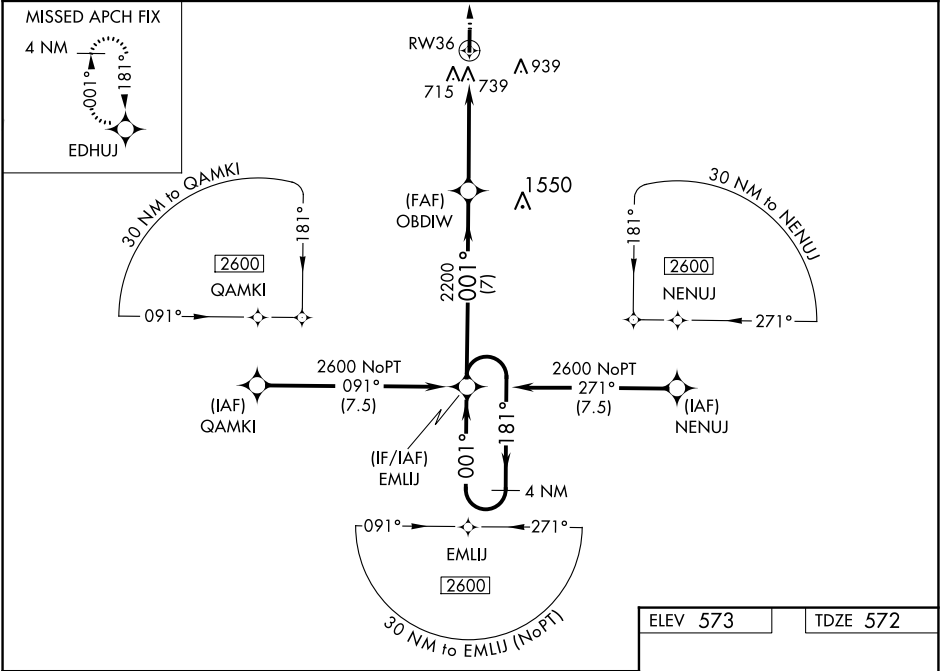 MISSED APCH FIX
4 NM
001°
181°
EDHUJ
RW36
715
739
939
(FAF)
OBDIW
1550
30 NM to QAMKI
181°
2600
QAMKI
091°
30 NM to NENUJ
181°
2600
NENUJ
271°
2200
001°
(7)
2600 NoPT
091°
(7.5)
(IAF)
QAMKI
2600 NoPT
271°
(7.5)
(IAF)
NENUJ
(IF/IAF)
EMLIJ
001°
181°
4 NM
091°
271°
EMLIJ
2600
30 NM to EMLIJ (NoPT)
ELEV 573
TDZE 572